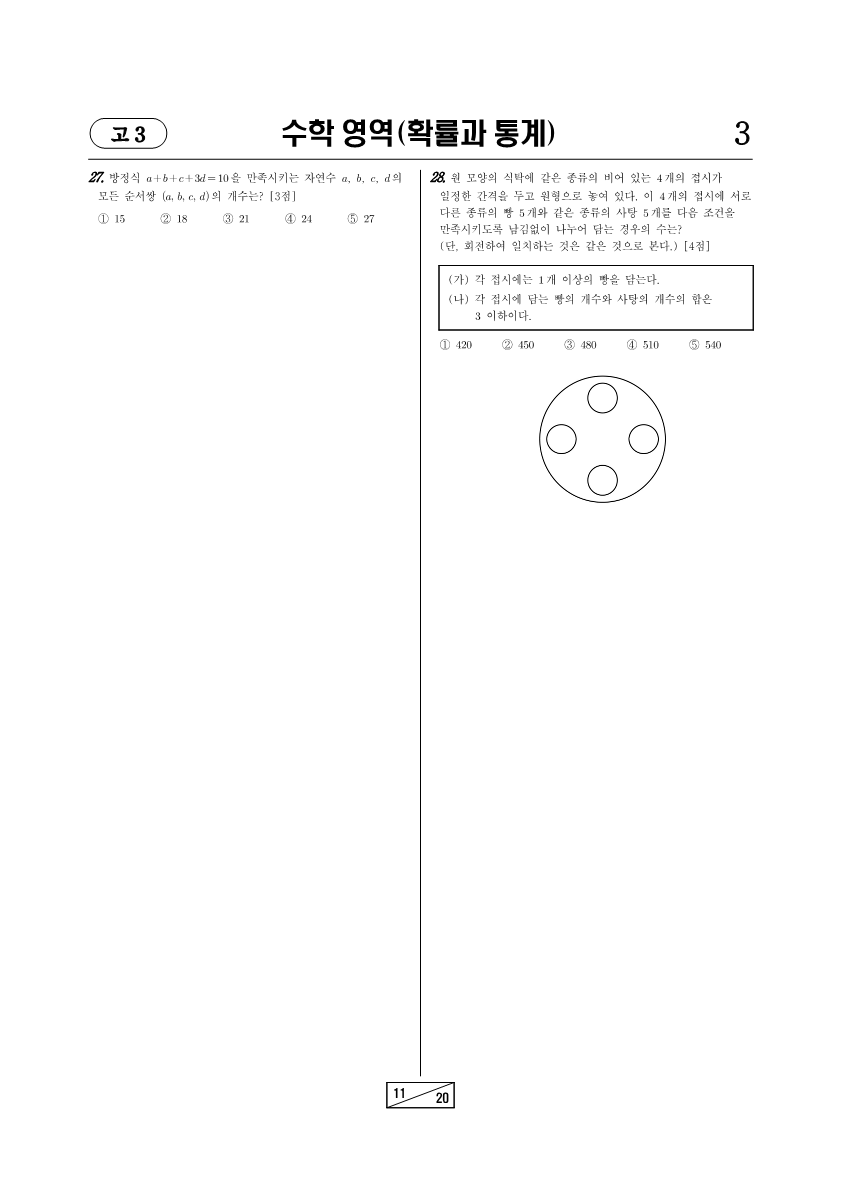 고 3
수학 영역(확률과 통계)
3
27. 방정식 a+b+c+3d=10을 만족시키는 자연수 a, b, c, d의
모든 순서쌍 (a, b, c, d)의 개수는? [3점]
① 15 ② 18 ③ 21 ④ 24 ⑤ 27
28. 원 모양의 식탁에 같은 종류의 비어 있는 4개의 접시가
일정한 간격을 두고 원형으로 놓여 있다. 이 4개의 접시에 서로
다른 종류의 빵 5개와 같은 종류의 사탕 5개를 다음 조건을
만족시키도록 남김없이 나누어 담는 경우의 수는?
(단, 회전하여 일치하는 것은 같은 것으로 본다.) [4점]
(가) 각 접시에는 1개 이상의 빵을 담는다.
(나) 각 접시에 담는 빵의 개수와 사탕의 개수의 합은
3 이하이다.
① 420 ② 450 ③ 480 ④ 510 ⑤ 540
11
20